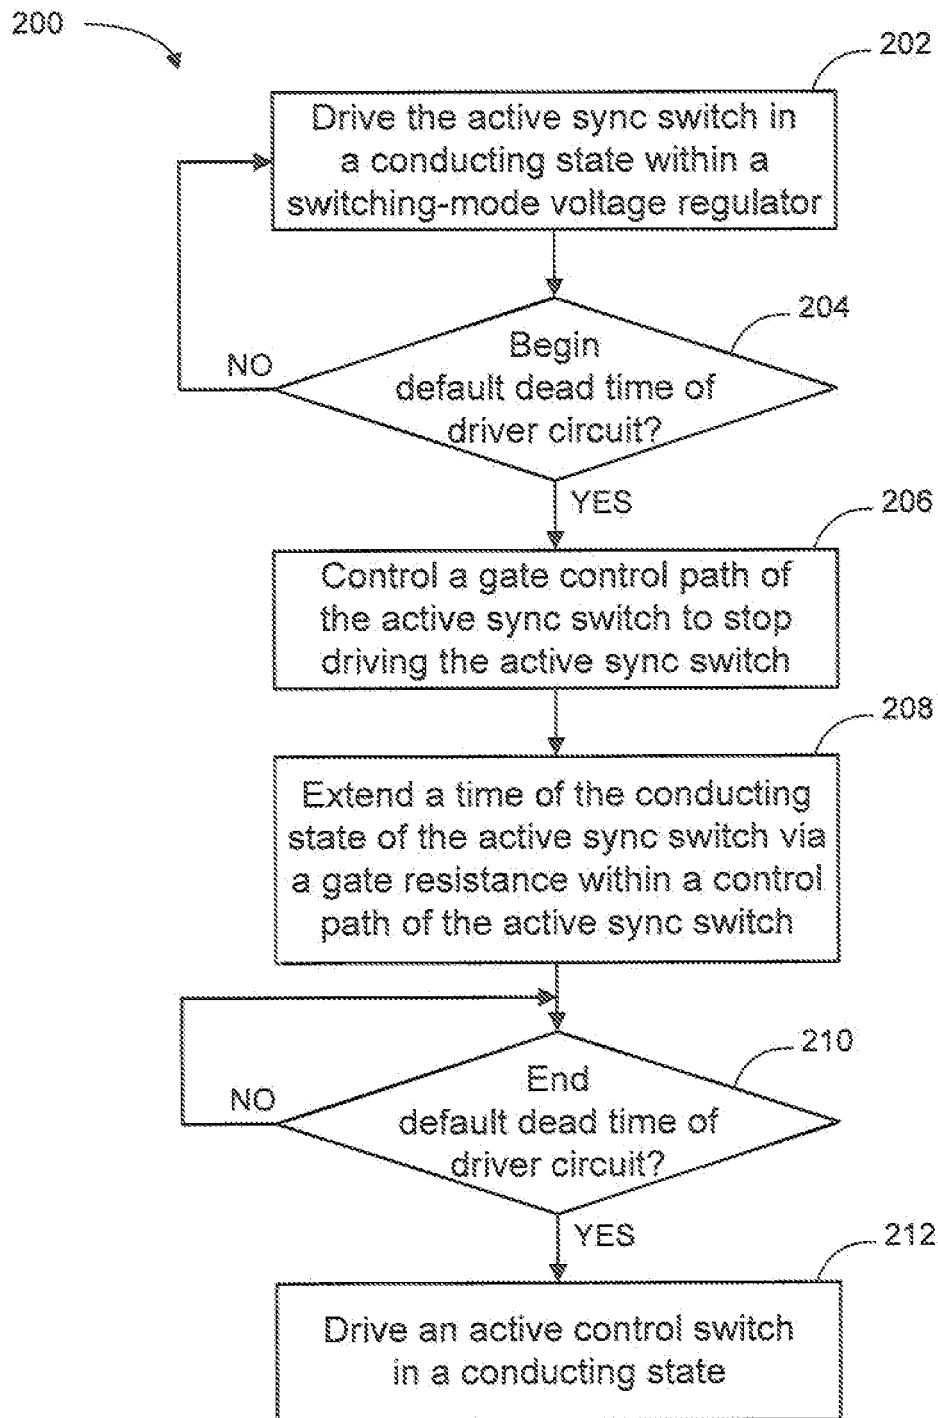 200
202
Drive the active sync switch in
a conducting state within a
switching-mode voltage regulator
204
Begin
default dead time of
driver circuit?
NO
YES
206
Control a gate control path of
the active sync switch to stop
driving the active sync switch
208
Extend a time of the conducting
state of the active sync switch via
a gate resistance within a control
path of the active sync switch
210
End
default dead time of
driver circuit?
NO
YES
212
Drive an active control switch
in a conducting state